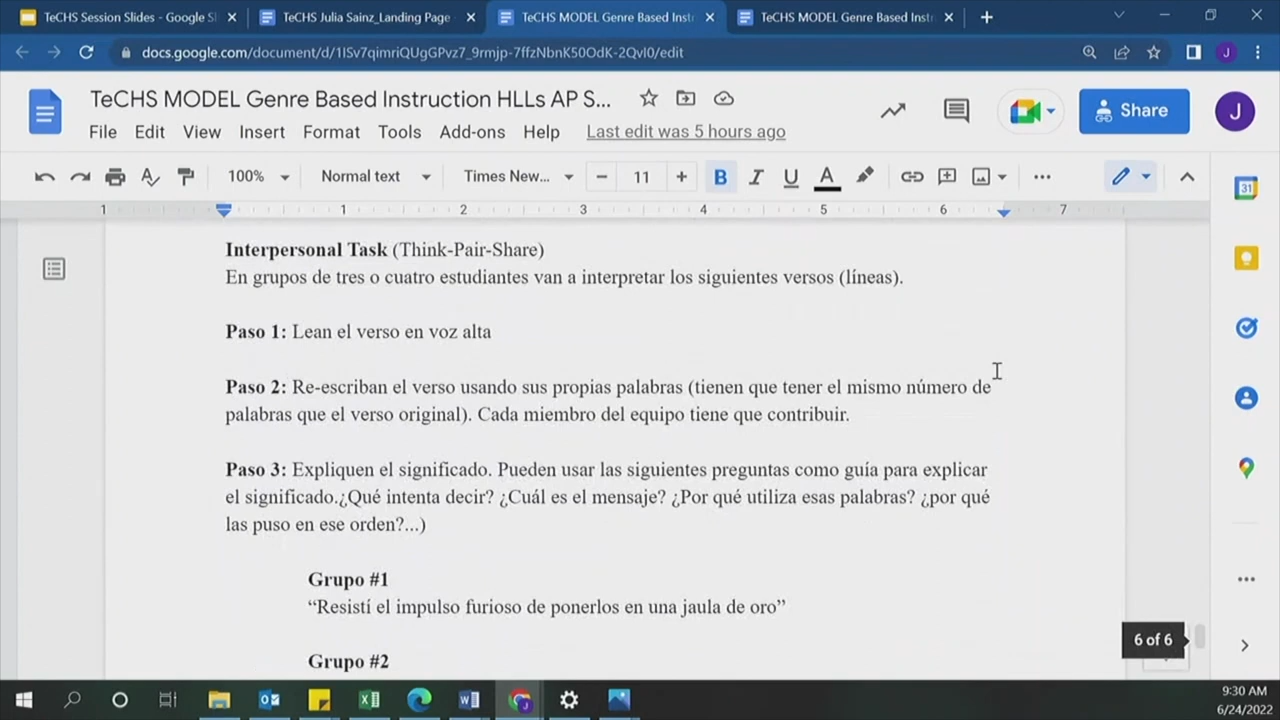 TeCHS Session Slides - Google Sl
TeCHS Julia Sainz_Landing Page
TeCHS MODEL Genre Based Instr
TeCHS MODEL Genre Based Instr
docs.google.com/document/d/1lSv7qimriQUgGPvz7_9rmjp-7ffzNbnK50OdK-2QvI0/edit
J
TeCHS MODEL Genre Based Instruction HLLs AP S...
Share
J
File Edit View Insert Format Tools Add-ons Help Last edit was 5 hours ago
100% Normal text Times New... 11 B I U A
31
1 1 2 3 4 5 6 7
Interpersonal Task (Think-Pair-Share)
En grupos de tres o cuatro estudiantes van a interpretar los siguientes versos (líneas).
Paso 1: Lean el verso en voz alta
Paso 2: Re-escriban el verso usando sus propias palabras (tienen que tener el mismo número de
palabras que el verso original). Cada miembro del equipo tiene que contribuir.
Paso 3: Expliquen el significado. Pueden usar las siguientes preguntas como guía para explicar
el significado.¿Qué intenta decir? ¿Cuál es el mensaje? ¿Por qué utiliza esas palabras? ¿por qué
las puso en ese orden?...)
Grupo #1
“Resistí el impulso furioso de ponerlos en una jaula de oro”
Grupo #2
6 of 6
9:30 AM
6/24/2022